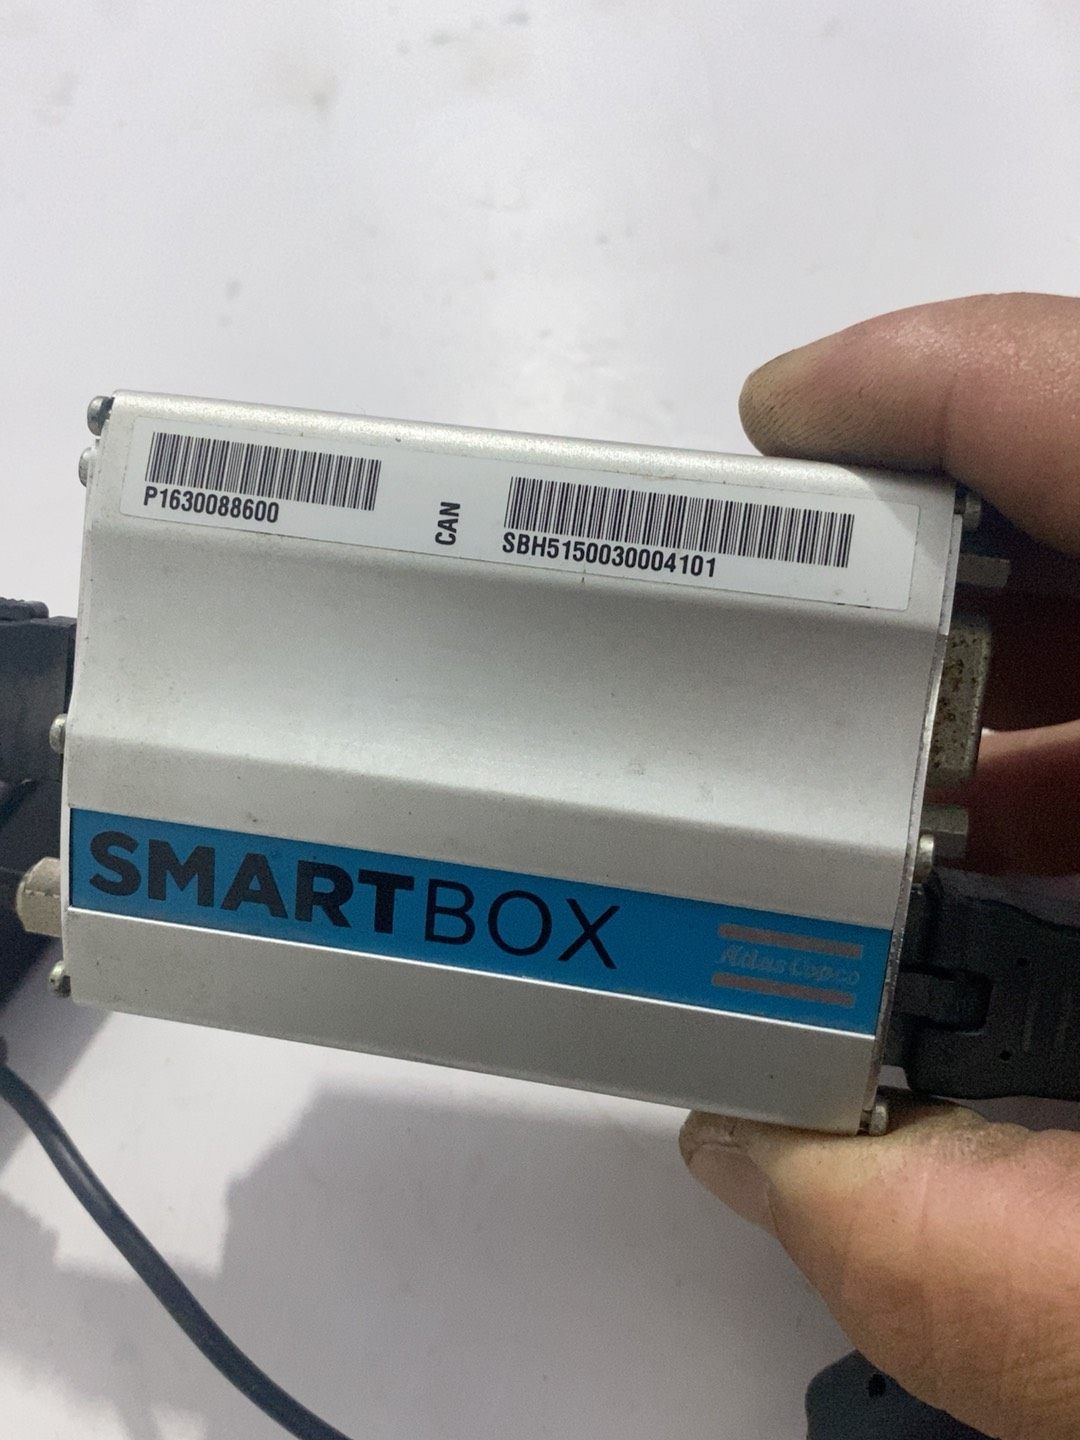 P1630088600
CAN
SBH5150030004101
SMARTBOX
Atlas Copco